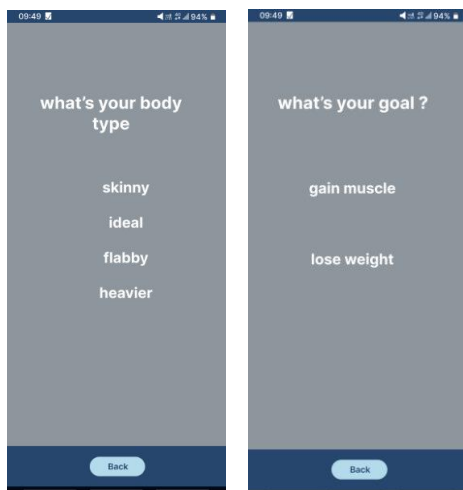 09:49 94%
what's your body
type
skinny
ideal
flabby
heavier
Back
09:49 94%
what's your goal ?
gain muscle
lose weight
Back